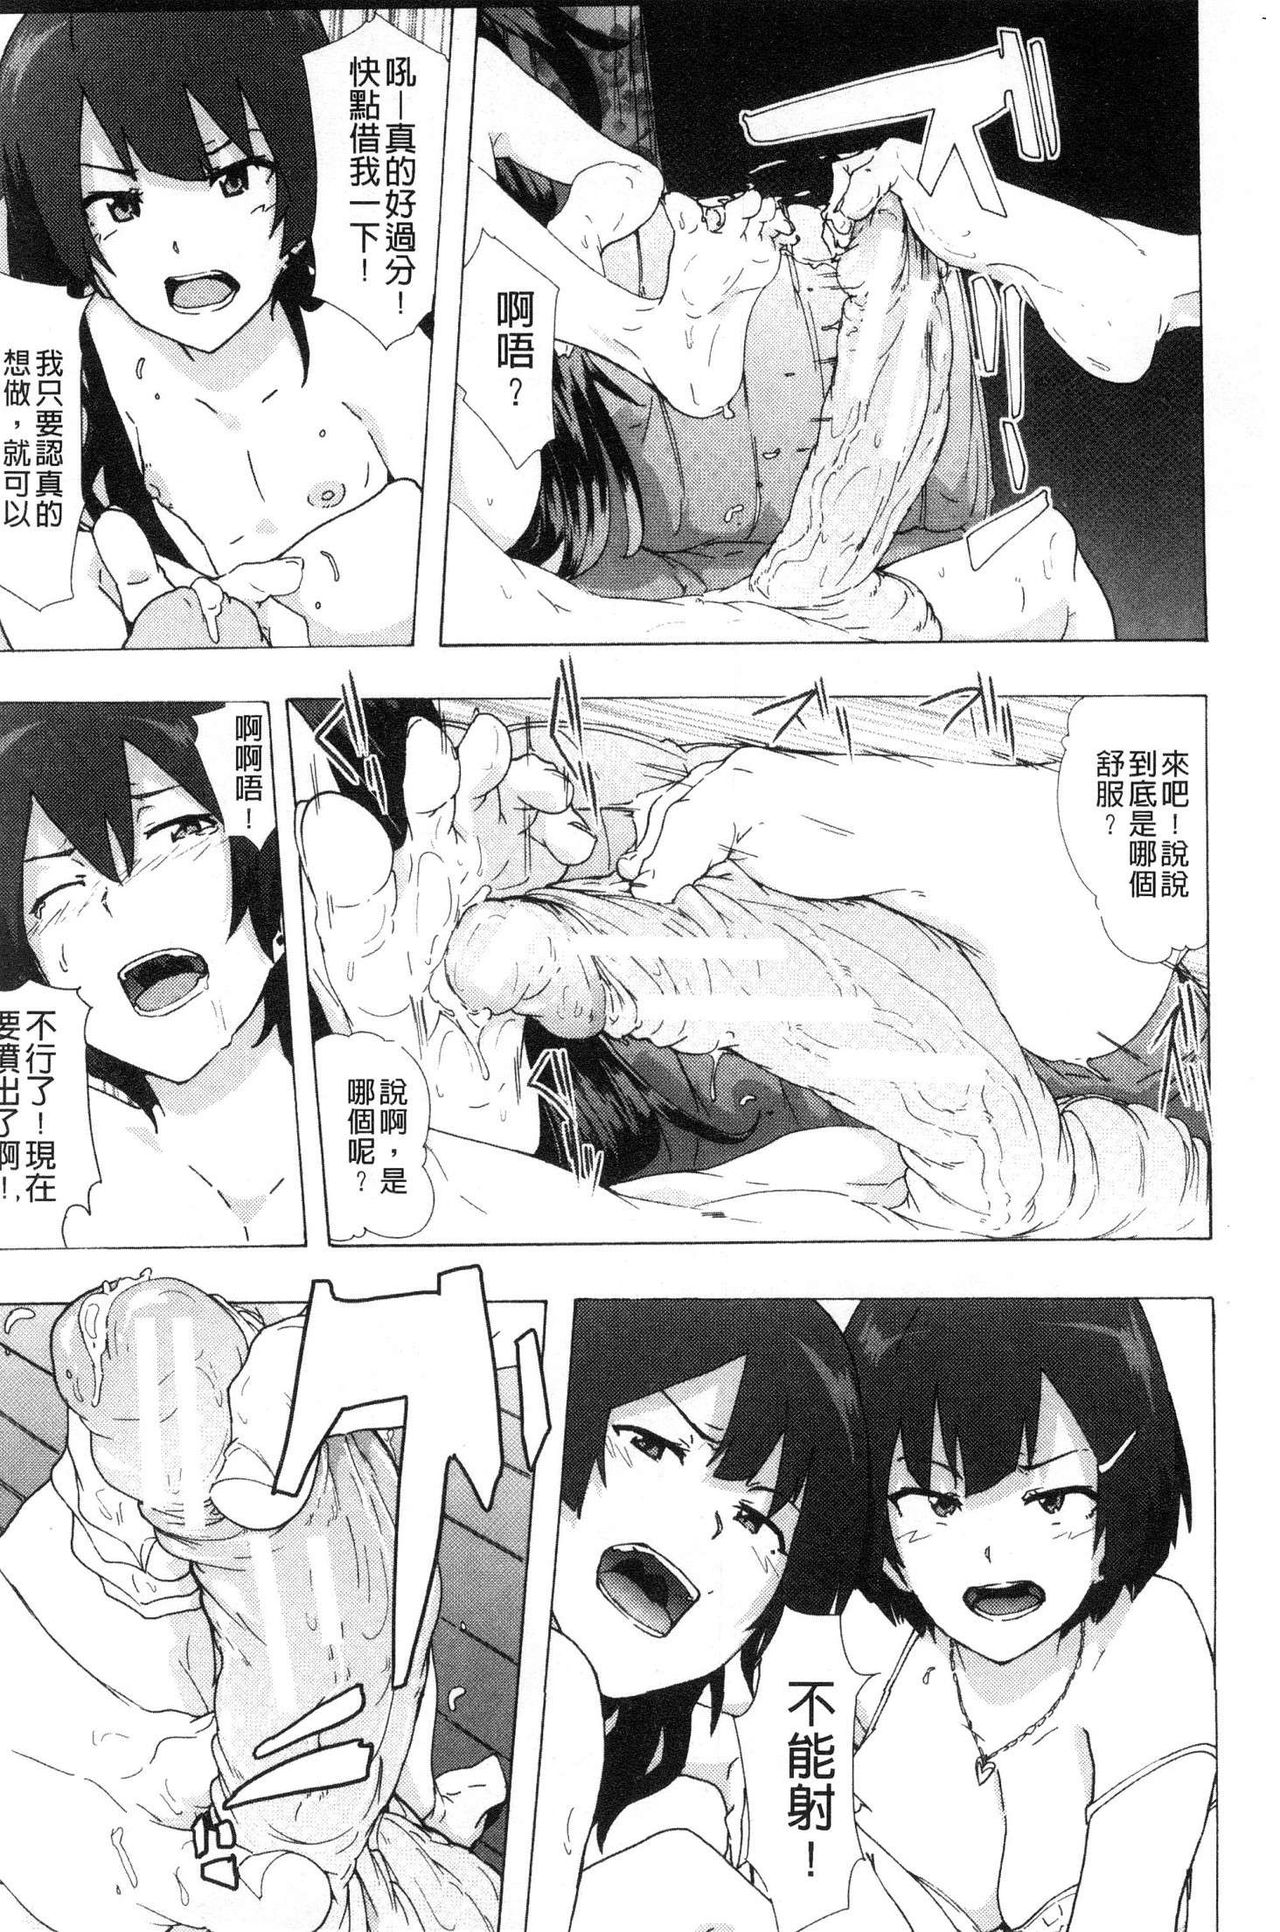 啊唔？
吼—真的好過分！
快點借我一下！
我只要認真的
想做，就可以
來吧！說說
到底是哪個
舒服？
說啊，是
哪個呢？
啊啊唔！
不行了！現在
要噴出了啊！
不能射！